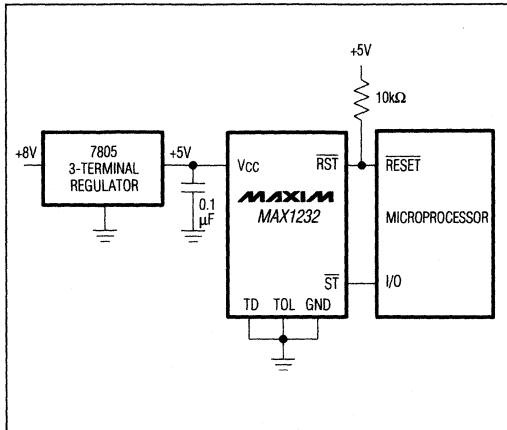 +5V
10kΩ
+8V
7805
3-TERMINAL
REGULATOR
+5V
0.1
µF
VCC
RST
MAXIM
MAX1232
ST
TD TOL GND
RESET
MICROPROCESSOR
I/O